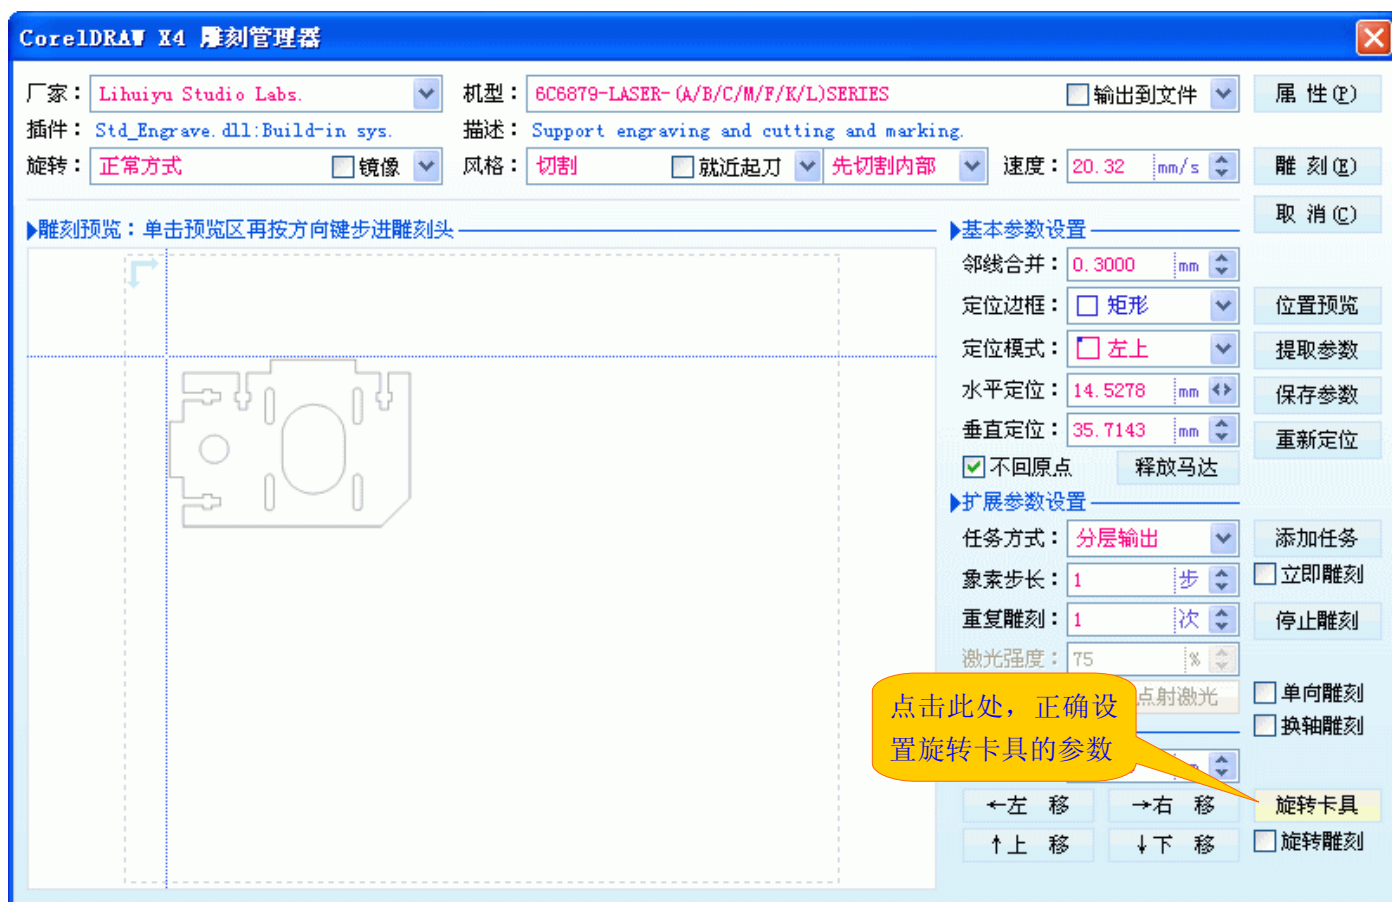 CorelDRAW X4 雕刻管理器
厂家： Lihuiyu Studio Labs. 机型： 6C6879-LASER-(A/B/C/M/F/K/L)SERIES 输出到文件 属 性(P)
插件： Std_Engrave.dll:Build-in sys. 描述： Support engraving and cutting and marking.
旋转： 正常方式 镜像 风格： 切割 就近起刀 先切割内部 速度： 20.32 mm/s 雕 刻(E)
取 消(C)
雕刻预览：单击预览区再按方向键步进雕刻头 基本参数设置
邻线合并： 0.3000 mm
定位边框： 矩形 位置预览
定位模式： 左上 提取参数
水平定位： 14.5278 mm 保存参数
垂直定位： 35.7143 mm 重新定位
不回原点 释放马达
扩展参数设置
任务方式： 分层输出 添加任务
象素步长： 1 步 立即雕刻
重复雕刻： 1 次 停止雕刻
激光强度： 75 %
点射激光 单向雕刻
点击此处，正确设
置旋转卡具的参数
换轴雕刻
←左 移 →右 移 旋转卡具
↑上 移 ↓下 移 旋转雕刻